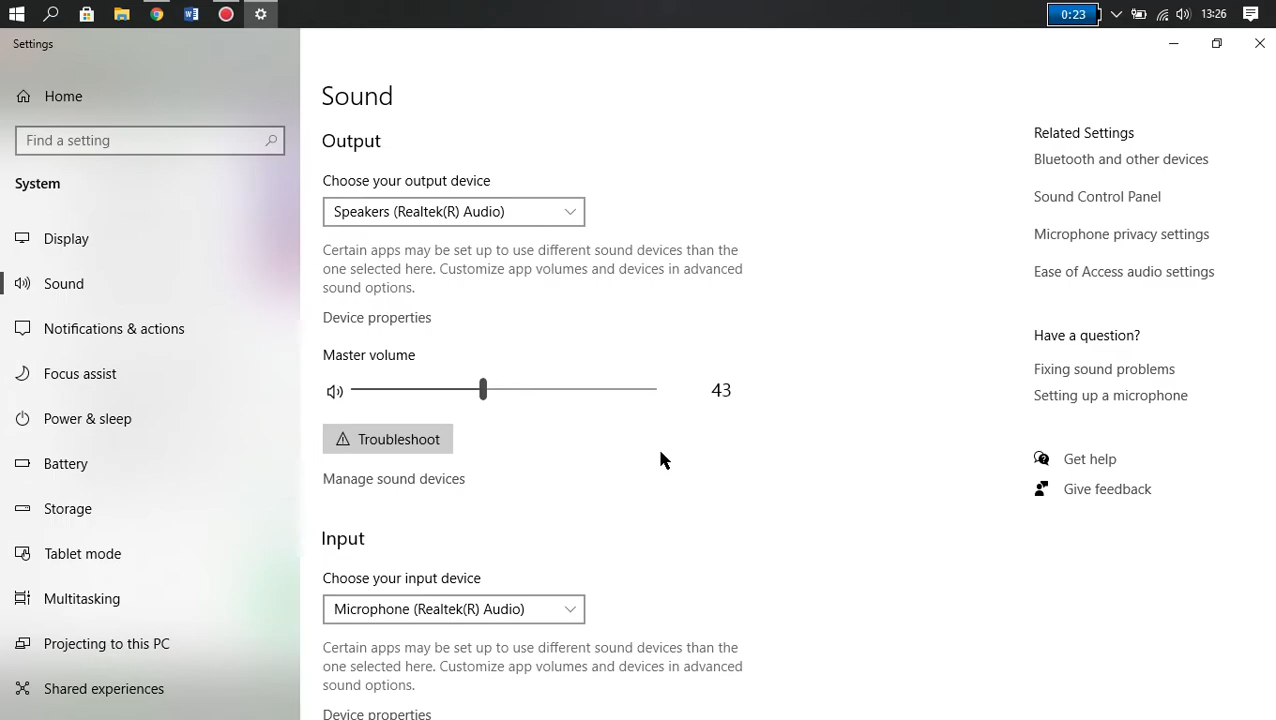 0:23
13:26
Settings
Home
Find a setting
System
Display
Sound
Notifications & actions
Focus assist
Power & sleep
Battery
Storage
Tablet mode
Multitasking
Projecting to this PC
Shared experiences
Sound
Output
Choose your output device
Speakers (Realtek(R) Audio)
Certain apps may be set up to use different sound devices than the
one selected here. Customize app volumes and devices in advanced
sound options.
Device properties
Master volume
43
Troubleshoot
Manage sound devices
Input
Choose your input device
Microphone (Realtek(R) Audio)
Certain apps may be set up to use different sound devices than the
one selected here. Customize app volumes and devices in advanced
sound options.
Device properties
Related Settings
Bluetooth and other devices
Sound Control Panel
Microphone privacy settings
Ease of Access audio settings
Have a question?
Fixing sound problems
Setting up a microphone
Get help
Give feedback